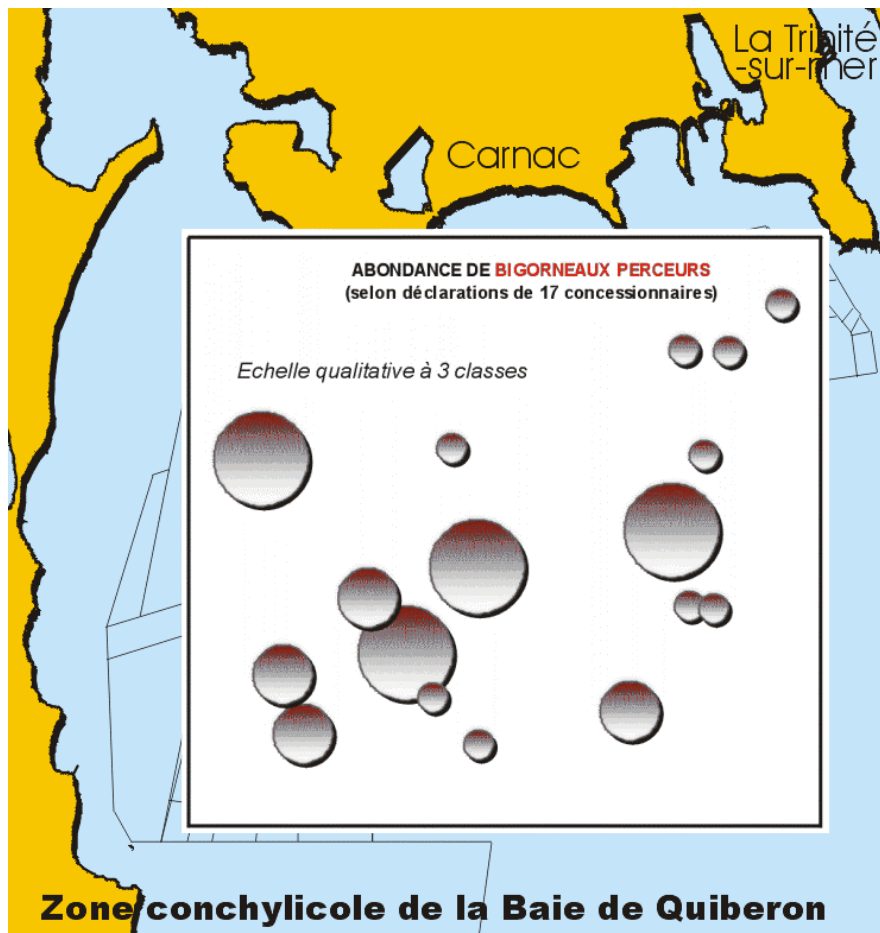 La Trinité
-sur-mer
Carnac
ABONDANCE DE BIGORNEAUX PERCEURS
(selon déclarations de 17 concessionnaires)
Echelle qualitative à 3 classes
Zone conchylicole de la Baie de Quiberon